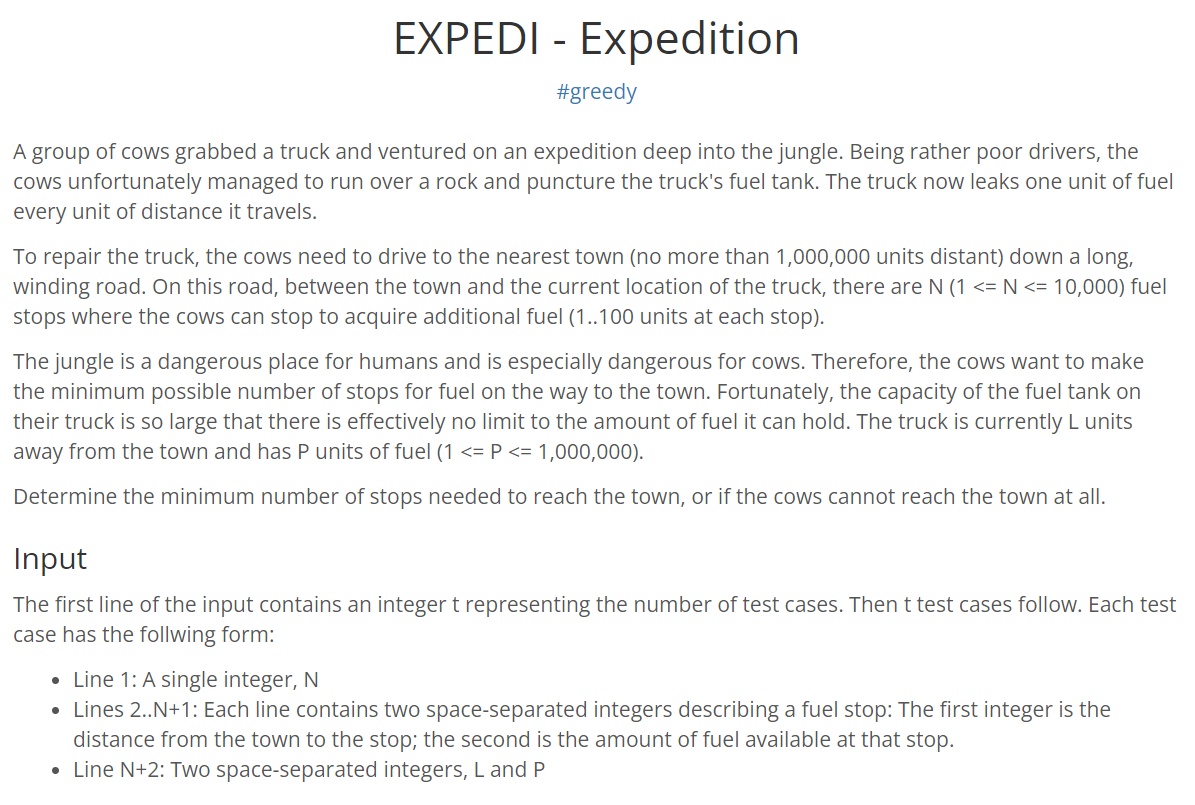 EXPEDI - Expedition
#greedy
A group of cows grabbed a truck and ventured on an expedition deep into the jungle. Being rather poor drivers, the
cows unfortunately managed to run over a rock and puncture the truck's fuel tank. The truck now leaks one unit of fuel
every unit of distance it travels.
To repair the truck, the cows need to drive to the nearest town (no more than 1,000,000 units distant) down a long,
winding road. On this road, between the town and the current location of the truck, there are N (1 <= N <= 10,000) fuel
stops where the cows can stop to acquire additional fuel (1..100 units at each stop).
The jungle is a dangerous place for humans and is especially dangerous for cows. Therefore, the cows want to make
the minimum possible number of stops for fuel on the way to the town. Fortunately, the capacity of the fuel tank on
their truck is so large that there is effectively no limit to the amount of fuel it can hold. The truck is currently L units
away from the town and has P units of fuel (1 <= P <= 1,000,000).
Determine the minimum number of stops needed to reach the town, or if the cows cannot reach the town at all.
Input
The first line of the input contains an integer t representing the number of test cases. Then t test cases follow. Each test
case has the follwing form:
• Line 1: A single integer, N
• Lines 2..N+1: Each line contains two space-separated integers describing a fuel stop: The first integer is the
distance from the town to the stop; the second is the amount of fuel available at that stop.
• Line N+2: Two space-separated integers, L and P